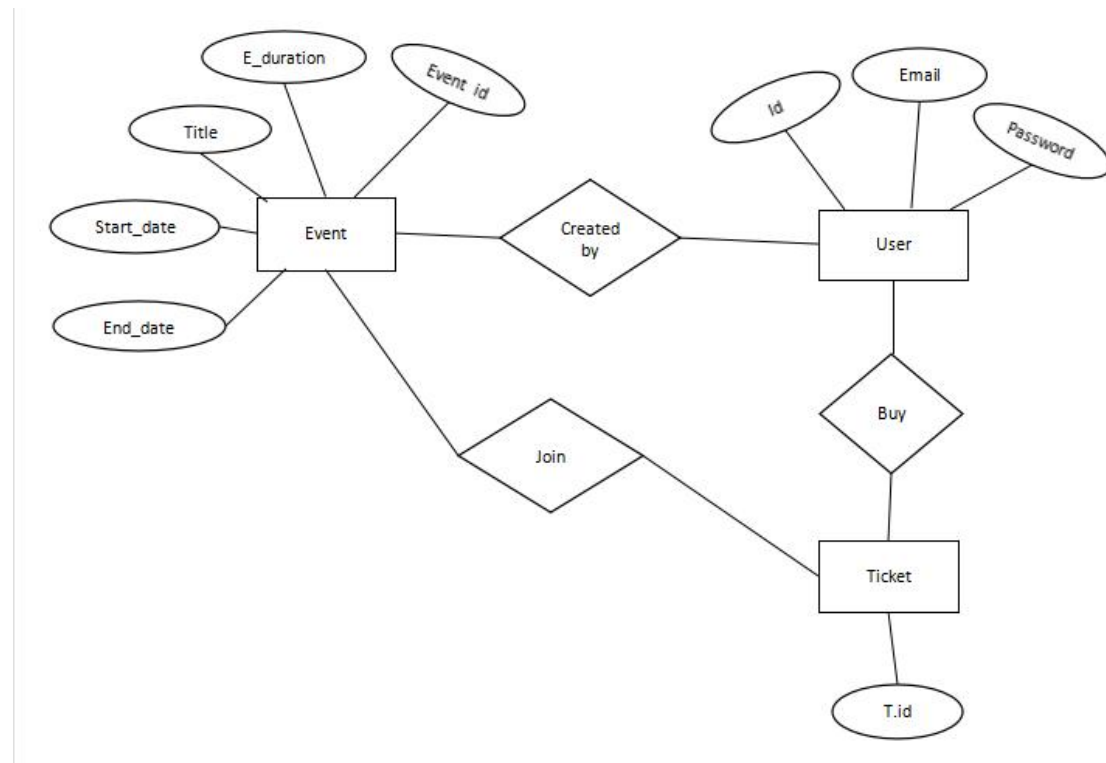 E_duration
Event id
Email
Id
Title
Password
Start_date
Event
Created
by
User
End_date
Buy
Join
Ticket
T.id